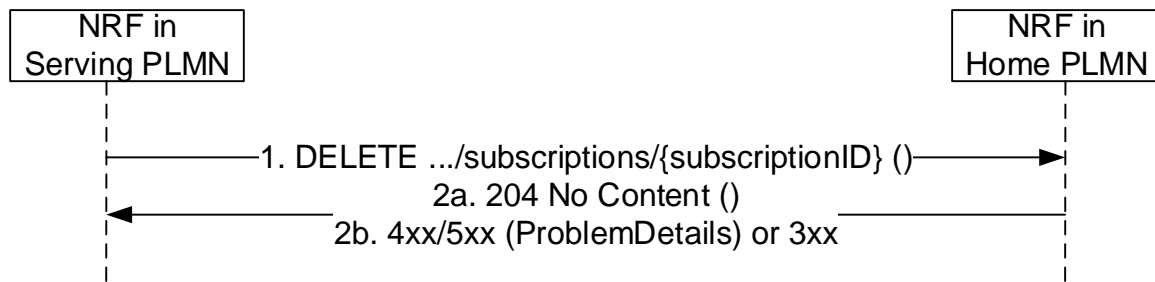 NRF in
Serving PLMN
NRF in
Home PLMN
1. DELETE .../subscriptions/{subscriptionID} ()
2a. 204 No Content ()
2b. 4xx/5xx (ProblemDetails) or 3xx